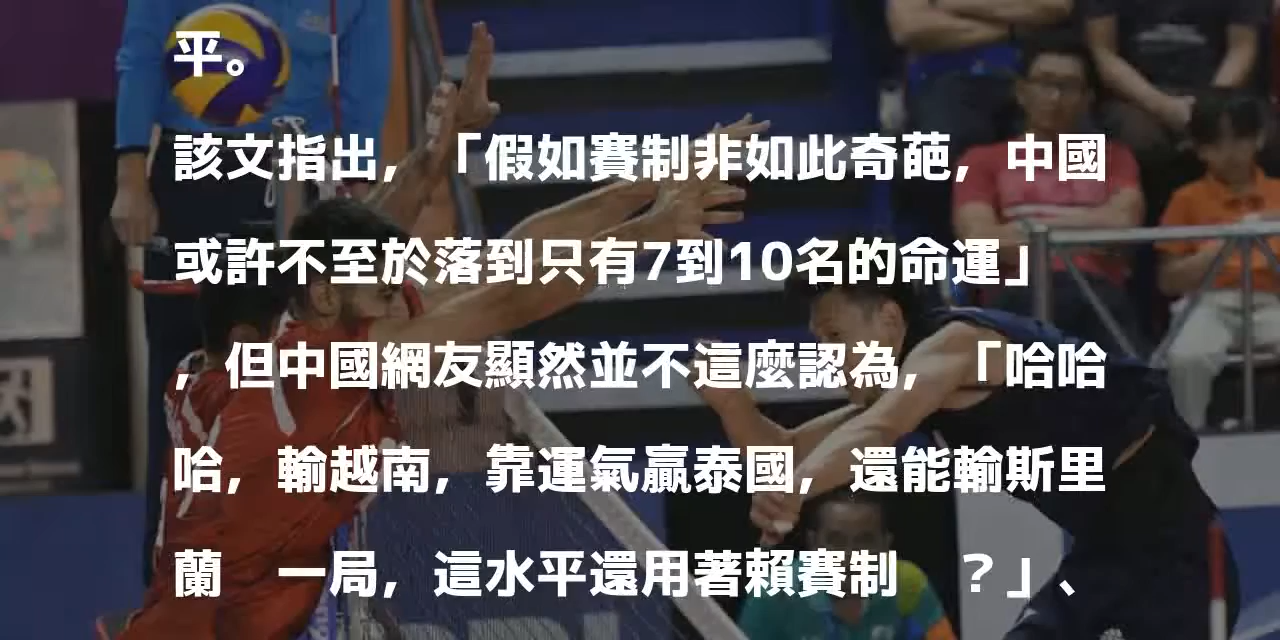 平。
該文指出，「假如賽制非如此奇葩，中國
或許不至於落到只有7到10名的命運」
，但中國網友顯然並不這麼認為，「哈哈
哈，輸越南，靠運氣贏泰國，還能輸斯里
蘭　一局，這水平還用著賴賽制　？」、